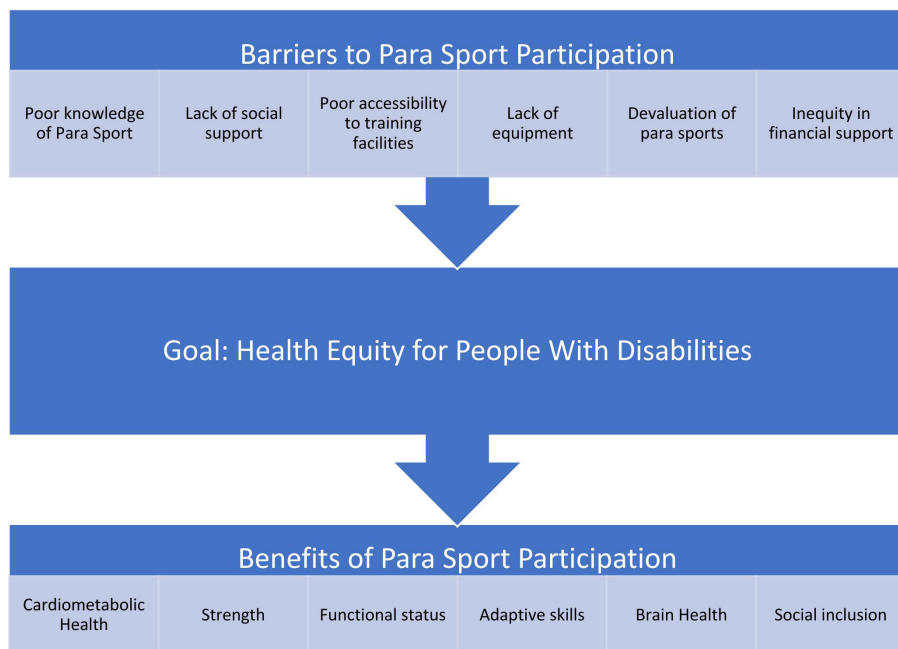 Barriers to Para Sport Participation
Poor knowledge
of Para Sport
Lack of social
support
Poor accessibility
to training
facilities
Lack of
equipment
Devaluation of
para sports
Inequity in
financial support
Goal: Health Equity for People With Disabilities
Benefits of Para Sport Participation
Cardiometabolic
Health
Strength
Functional status
Adaptive skills
Brain Health
Social inclusion